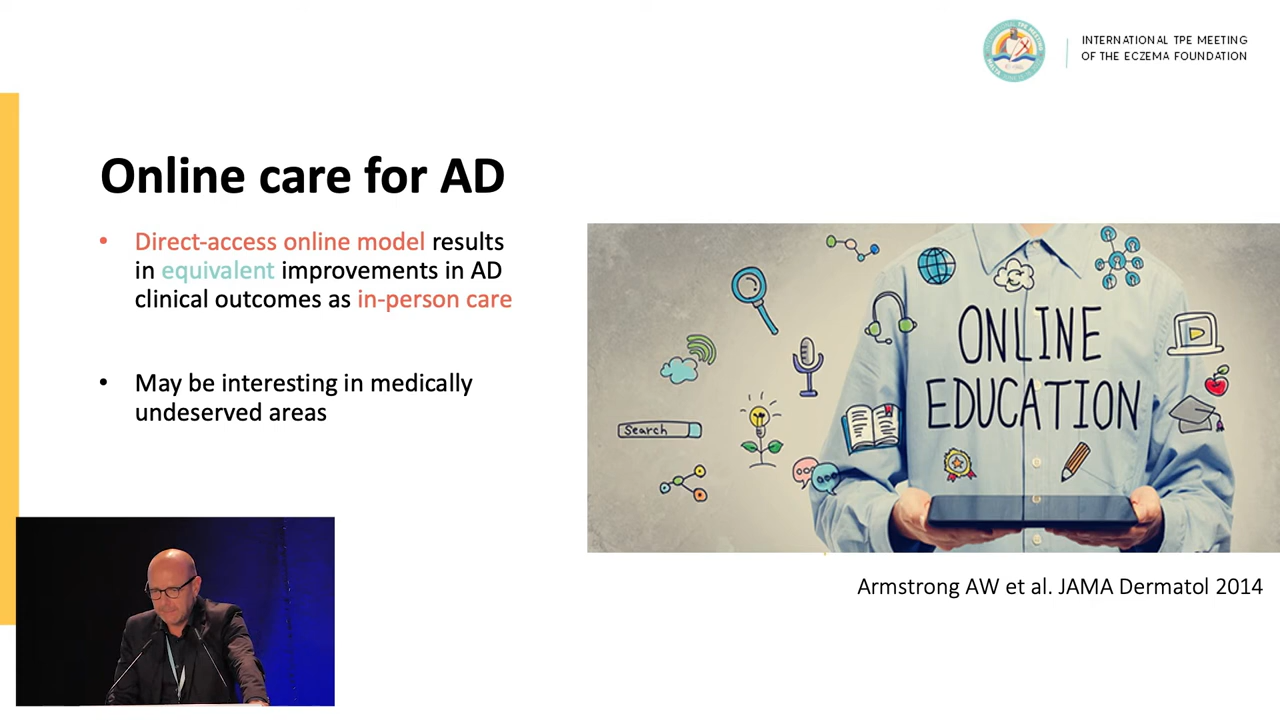 INTERNATIONAL TPE MEETING
OF THE ECZEMA FOUNDATION
Online care for AD
• Direct-access online model results
in equivalent improvements in AD
clinical outcomes as in-person care
• May be interesting in medically
undeserved areas
ONLINE
EDUCATION
Search
Armstrong AW et al. JAMA Dermatol 2014